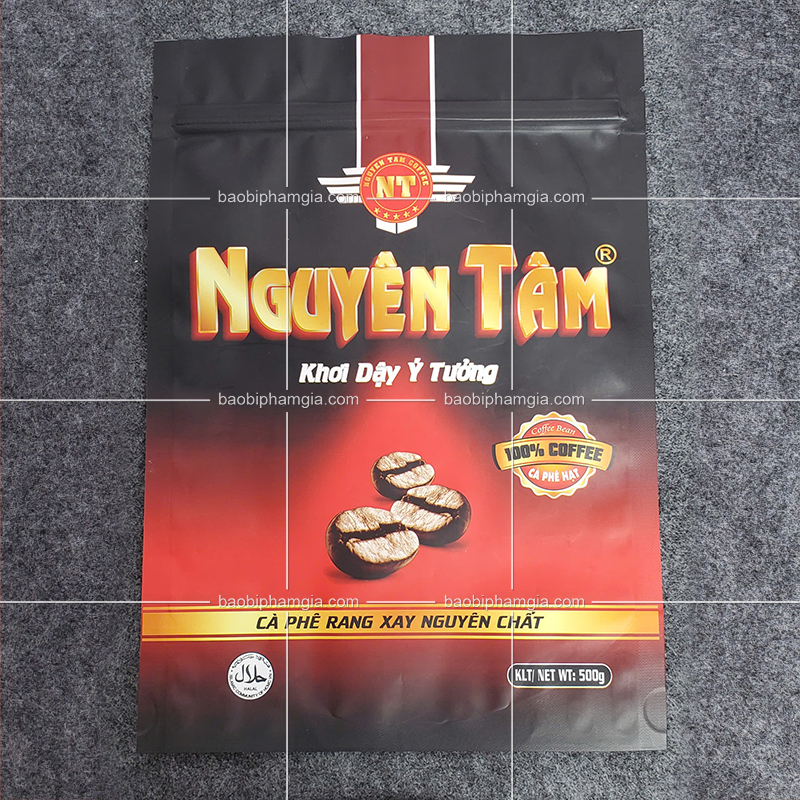 NGUYEN TAM COFFEE
NT
baobiphamgia.com baobiphamgia.com
NGUYÊN TÂM ®
Khơi Dậy Ý Tưởng
baobiphamgia.com baobiphamgia.com
Coffee Bean
100% COFFEE
CÀ PHÊ HẠT
baobiphamgia.com baobiphamgia.com
CÀ PHÊ RANG XAY NGUYÊN CHẤT
حلال
HALAL
KLT/ NET WT: 500g